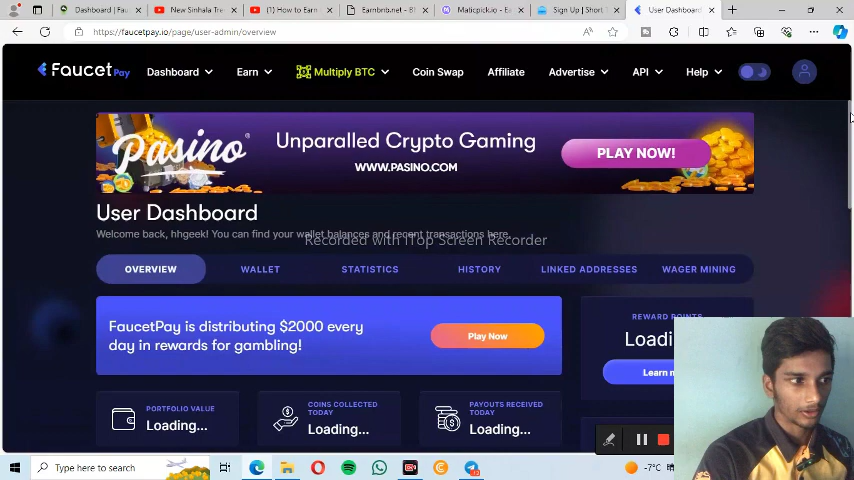 Dashboard | Fauc
New Sinhala Tre
(1) How to Earn
Earnbnb.net - B
Maticpick.io - Ea
Sign Up | Short
User Dashboard
https://faucetpay.io/page/user-admin/overview
FaucetPay
Dashboard
Earn
Multiply BTC
Coin Swap
Affiliate
Advertise
API
Help
Pasino
Unparalled Crypto Gaming
WWW.PASINO.COM
PLAY NOW!
User Dashboard
Welcome back, hhgeek! You can find your wallet balances and recent transactions here.
Recorded with iTop Screen Recorder
OVERVIEW
WALLET
STATISTICS
HISTORY
LINKED ADDRESSES
WAGER MINING
FaucetPay is distributing $2000 every
day in rewards for gambling!
Play Now
REWARD POINTS
Loadi
Learn
PORTFOLIO VALUE
Loading...
COINS COLLECTED
TODAY
Loading...
PAYOUTS RECEIVED
TODAY
Loading...
Type here to search
-7°C